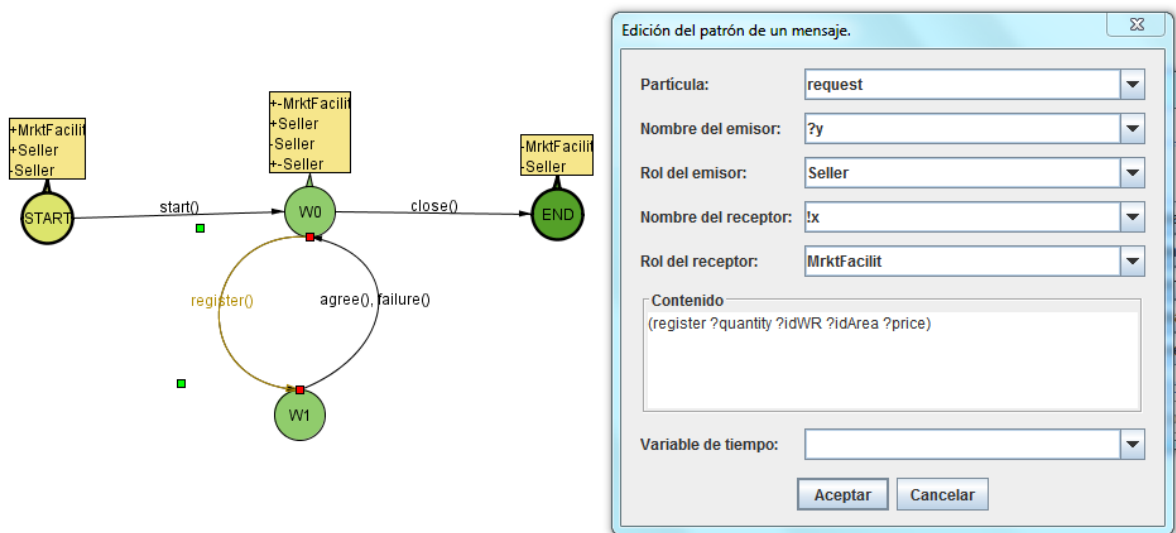 +MrktFacilit
+Seller
-Seller
START
start()
+-MrktFacilit
+Seller
-Seller
+-Seller
W0
close()
-MrktFacilit
-Seller
END
register()
agree(), failure()
W1
Edición del patrón de un mensaje.
Partícula:
request
Nombre del emisor:
?y
Rol del emisor:
Seller
Nombre del receptor:
!x
Rol del receptor:
MrktFacilit
Contenido
(register ?quantity ?idWR ?idArea ?price)
Variable de tiempo:
Aceptar
Cancelar